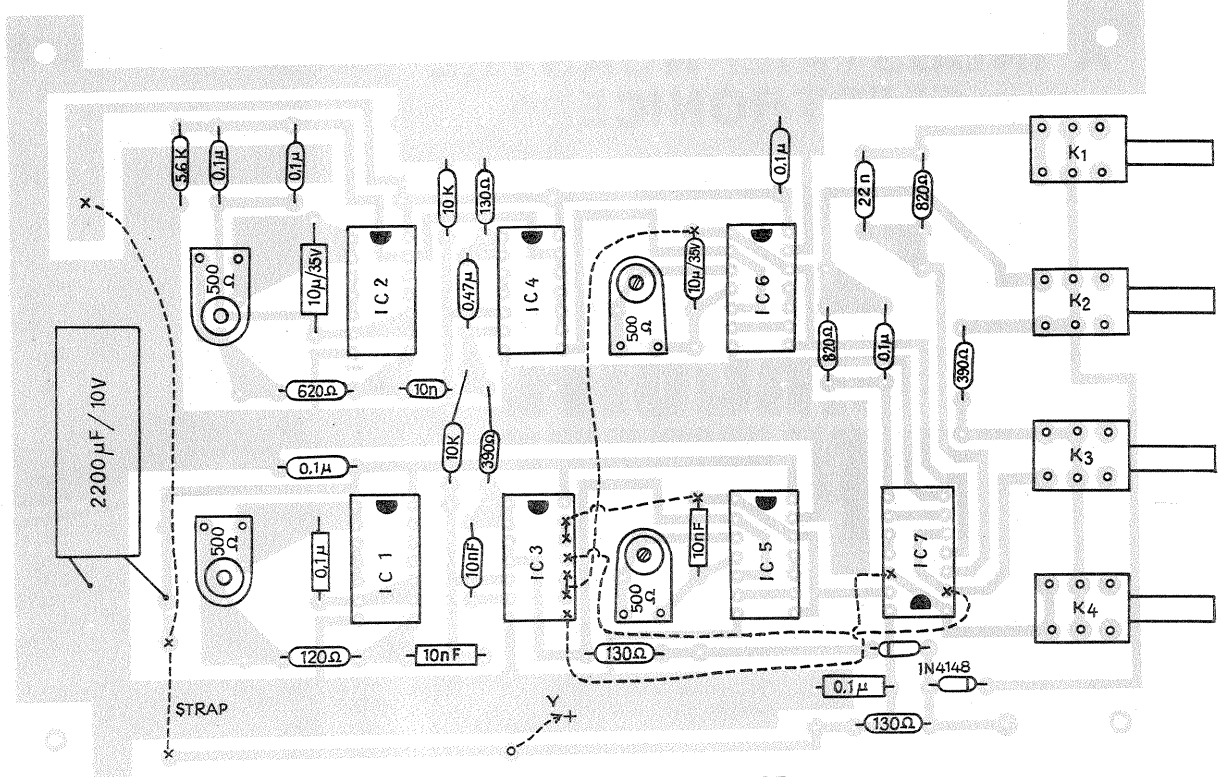 5,6K
0.1µ
0.1µ
10K
130Ω
0.1µ
22n
820Ω
K1
500
Ω
10µ/35V
IC 2
0.47µ
IC 4
500
Ω
10µ/35V
IC 6
820Ω
0.1µ
390Ω
K2
2200µF/10V
620Ω
10n
10K
390Ω
K3
0,1µ
500
Ω
0,1µ
IC 1
10nF
IC 3
500
Ω
10nF
IC 5
IC 7
K4
120Ω
10nF
130Ω
1N4148
0.1µ
130Ω
STRAP
Y
+